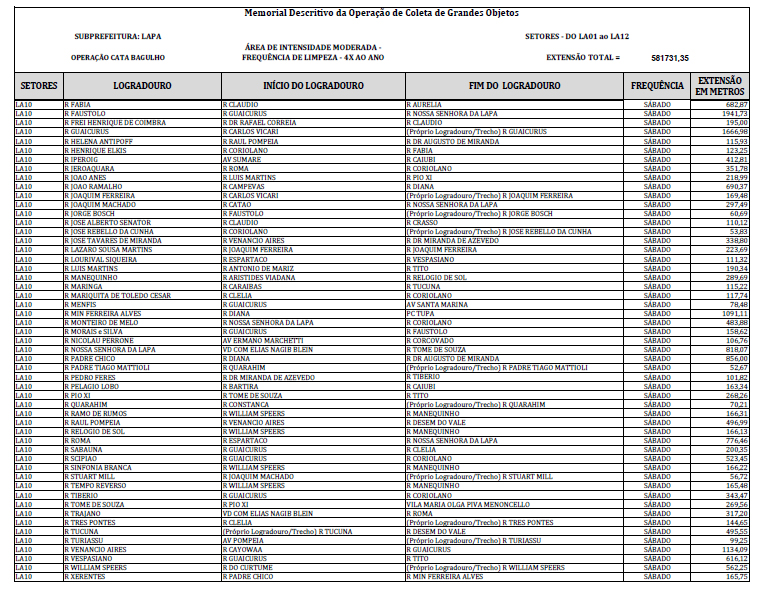 Memorial Descritivo da Operação de Coleta de Grandes Objetos
SUBPREFEITURA: LAPA
SETORES - DO LA01 ao LA12
OPERAÇÃO CATA BAGULHO
ÁREA DE INTENSIDADE MODERADA -
FREQUÊNCIA DE LIMPEZA - 4X AO ANO
EXTENSÃO TOTAL = 581731,35
SETORES LOGRADOURO INÍCIO DO LOGRADOURO FIM DO LOGRADOURO FREQUÊNCIA EXTENSÃO EM METROS
LA10 R FABIA R CLAUDIO R AURELIA SÁBADO 682,87
LA10 R FAUSTOLO R GUAICURUS R NOSSA SENHORA DA LAPA SÁBADO 1941,73
LA10 R FREI HENRIQUE DE COIMBRA R DR RAFAEL CORREIA R CLAUDIO SÁBADO 195,00
LA10 R GUAICURUS R CARLOS VICARI (Próprio Logradouro/Trecho) R GUAICURUS SÁBADO 1666,98
LA10 R HELENA ANTIPOFF R RAUL POMPEIA R DR AUGUSTO DE MIRANDA SÁBADO 115,93
LA10 R HENRIQUE ELKIS R CORIOLANO R FABIA SÁBADO 123,25
LA10 R IPEROIG AV SUMARE R CAIUBI SÁBADO 412,81
LA10 R JEROAQUARA R ROMA R CORIOLANO SÁBADO 351,78
LA10 R JOAO ANES R LUIS MARTINS R PIO XI SÁBADO 218,99
LA10 R JOAO RAMALHO R CAMPEVAS R DIANA SÁBADO 690,37
LA10 R JOAQUIM FERREIRA R CARLOS VICARI (Próprio Logradouro/Trecho) R JOAQUIM FERREIRA SÁBADO 169,48
LA10 R JOAQUIM MACHADO R CATAO R NOSSA SENHORA DA LAPA SÁBADO 297,49
LA10 R JORGE BOSCH R FAUSTOLO (Próprio Logradouro/Trecho) R JORGE BOSCH SÁBADO 60,69
LA10 R JOSE ALBERTO SENATOR R CLAUDIO R CRASSO SÁBADO 110,12
LA10 R JOSE REBELLO DA CUNHA R CORIOLANO (Próprio Logradouro/Trecho) R JOSE REBELLO DA CUNHA SÁBADO 53,83
LA10 R JOSE TAVARES DE MIRANDA R VENANCIO AIRES R DR MIRANDA DE AZEVEDO SÁBADO 338,80
LA10 R LAZARO SOUSA MARTINS R JOAQUIM FERREIRA R JOAQUIM FERREIRA SÁBADO 223,69
LA10 R LOURIVAL SIQUEIRA R ESPARTACO R VESPASIANO SÁBADO 111,32
LA10 R LUIS MARTINS R ANTONIO DE MARIZ R TITO SÁBADO 190,34
LA10 R MANEQUINHO R ARISTIDES VIADANA R RELOGIO DE SOL SÁBADO 289,69
LA10 R MARINGA R CARAIBAS R TUCUNA SÁBADO 115,22
LA10 R MARIQUITA DE TOLEDO CESAR R CLELIA R CORIOLANO SÁBADO 117,74
LA10 R MENFIS R GUAICURUS AV SANTA MARINA SÁBADO 78,48
LA10 R MIN FERREIRA ALVES R DIANA PC TUPA SÁBADO 1091,11
LA10 R MONTEIRO DE MELO R NOSSA SENHORA DA LAPA R CORIOLANO SÁBADO 483,88
LA10 R MORAIS e SILVA R GUAICURUS R FAUSTOLO SÁBADO 158,62
LA10 R NICOLAU PERRONE AV ERMANO MARCHETTI R CORCOVADO SÁBADO 106,76
LA10 R NOSSA SENHORA DA LAPA VD COM ELIAS NAGIB BLEIN R TOME DE SOUZA SÁBADO 818,07
LA10 R PADRE CHICO R DIANA R DR AUGUSTO DE MIRANDA SÁBADO 856,00
LA10 R PADRE TIAGO MATTIOLI R QUARAHIM (Próprio Logradouro/Trecho) R PADRE TIAGO MATTIOLI SÁBADO 52,67
LA10 R PEDRO FERES R DR MIRANDA DE AZEVEDO R TIBERIO SÁBADO 101,82
LA10 R PELAGIO LOBO R BARTIRA R CAIUBI SÁBADO 163,34
LA10 R PIO XI R TOME DE SOUZA R TITO SÁBADO 268,26
LA10 R QUARAHIM R CONSTANCA (Próprio Logradouro/Trecho) R QUARAHIM SÁBADO 70,21
LA10 R RAMO DE RUMOS R WILLIAM SPEERS R MANEQUINHO SÁBADO 166,31
LA10 R RAUL POMPEIA R VENANCIO AIRES R DESEM DO VALE SÁBADO 496,99
LA10 R RELOGIO DE SOL R WILLIAM SPEERS R MANEQUINHO SÁBADO 166,13
LA10 R ROMA R ESPARTACO R NOSSA SENHORA DA LAPA SÁBADO 776,46
LA10 R SABAUNA R GUAICURUS R CLELIA SÁBADO 200,35
LA10 R SCIPIAO R GUAICURUS R CORIOLANO SÁBADO 523,45
LA10 R SINFONIA BRANCA R WILLIAM SPEERS R MANEQUINHO SÁBADO 166,22
LA10 R STUART MILL R JOAQUIM MACHADO (Próprio Logradouro/Trecho) R STUART MILL SÁBADO 56,72
LA10 R TEMPO REVERSO R WILLIAM SPEERS R MANEQUINHO SÁBADO 165,48
LA10 R TIBERIO R GUAICURUS R CORIOLANO SÁBADO 343,47
LA10 R TOME DE SOUZA R PIO XI VILA MARIA OLGA PIVA MENONCELLO SÁBADO 269,56
LA10 R TRAJANO VD COM ELIAS NAGIB BLEIN R ROMA SÁBADO 317,20
LA10 R TRES PONTES R CLELIA (Próprio Logradouro/Trecho) R TRES PONTES SÁBADO 144,65
LA10 R TUCUNA (Próprio Logradouro/Trecho) R TUCUNA R DESEM DO VALE SÁBADO 495,55
LA10 R TURIASSU AV POMPEIA (Próprio Logradouro/Trecho) R TURIASSU SÁBADO 99,25
LA10 R VENANCIO AIRES R CAYOWAA R GUAICURUS SÁBADO 1134,09
LA10 R VESPASIANO R GUAICURUS R TITO SÁBADO 616,12
LA10 R WILLIAM SPEERS R DO CURTUME (Próprio Logradouro/Trecho) R WILLIAM SPEERS SÁBADO 562,25
LA10 R XERENTES R PADRE CHICO R MIN FERREIRA ALVES SÁBADO 165,75